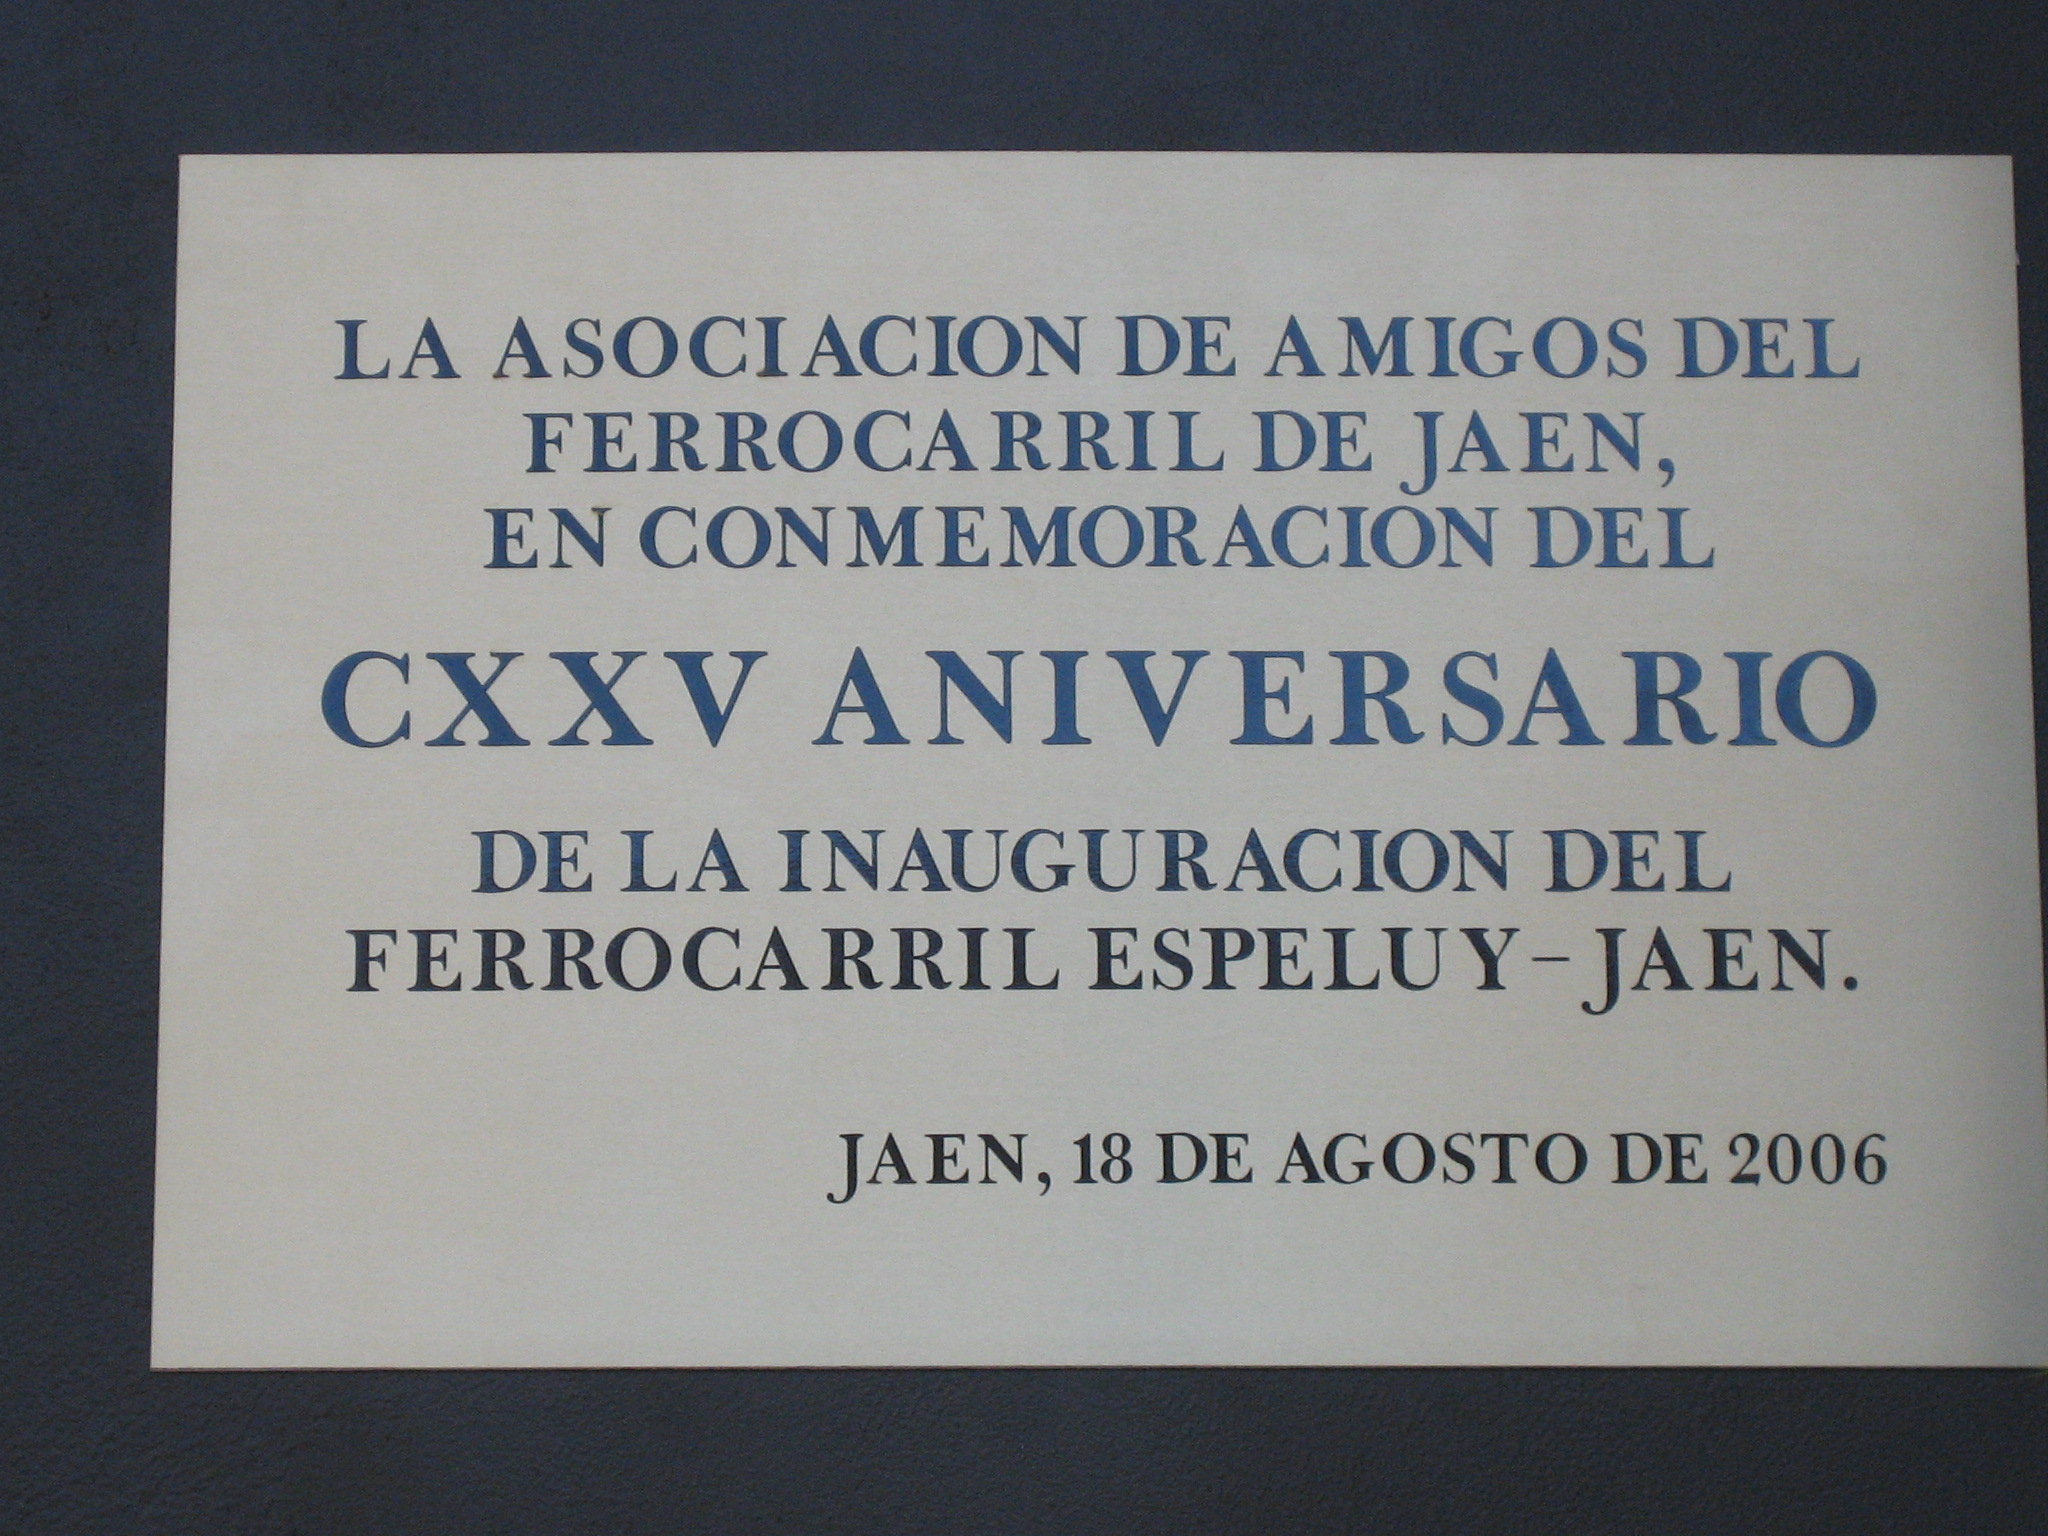 LA ASOCIACION DE AMIGOS DEL
FERROCARRIL DE JAEN,
EN CONMEMORACION DEL
CXXV ANIVERSARIO
DE LA INAUGURACION DEL
FERROCARRIL ESPELUY-JAEN.
JAEN, 18 DE AGOSTO DE 2006